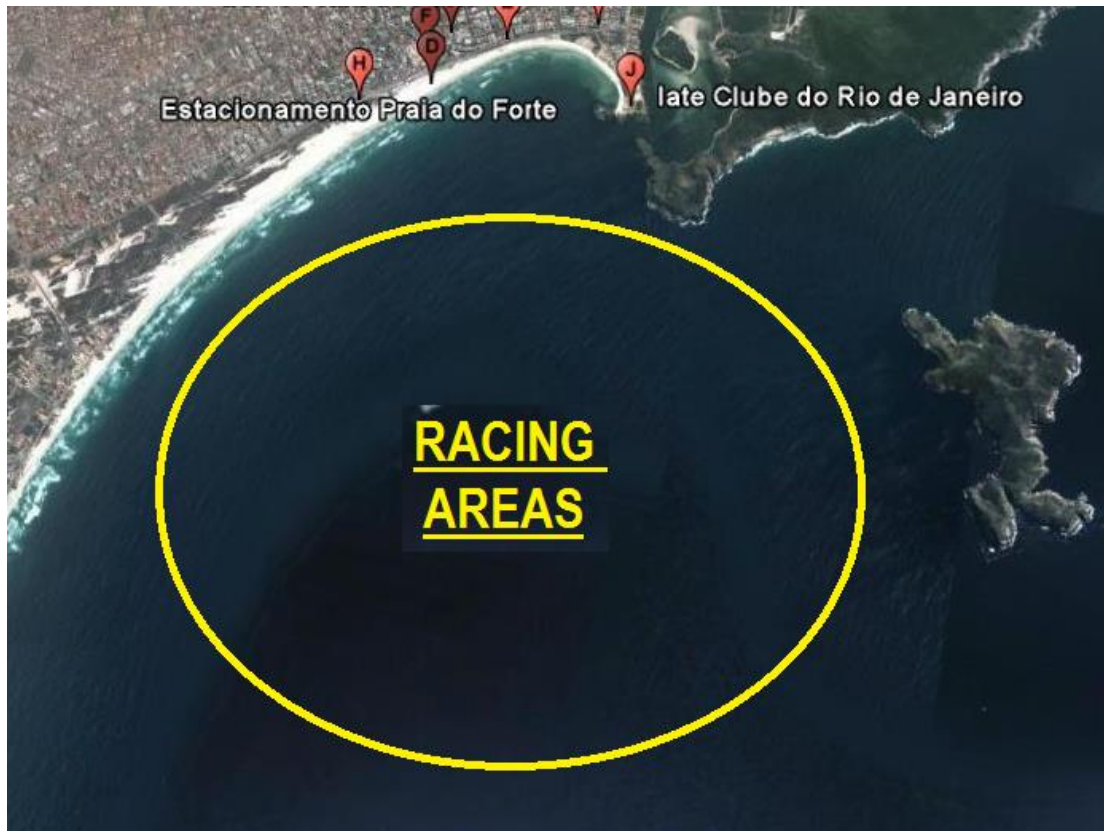 F
D
H
J
Estacionamento Praia do Forte
Iate Clube do Rio de Janeiro
RACING
AREAS